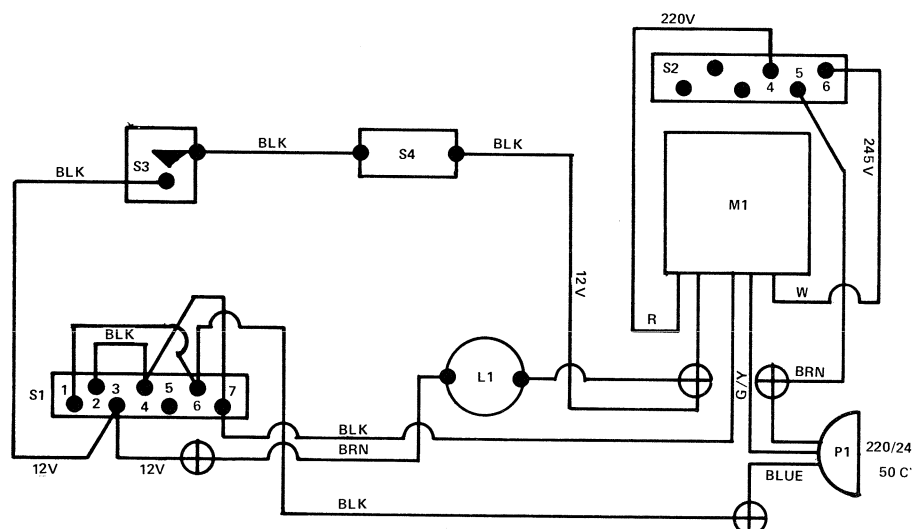 220V
S2
4
5
6
245V
BLK
BLK
S3
S4
BLK
M1
12V
W
R
BLK
L1
G/Y
BRN
S1
1
2
3
4
5
6
7
BLK
BRN
12V
12V
BLUE
P1
220/24
50 C
BLK